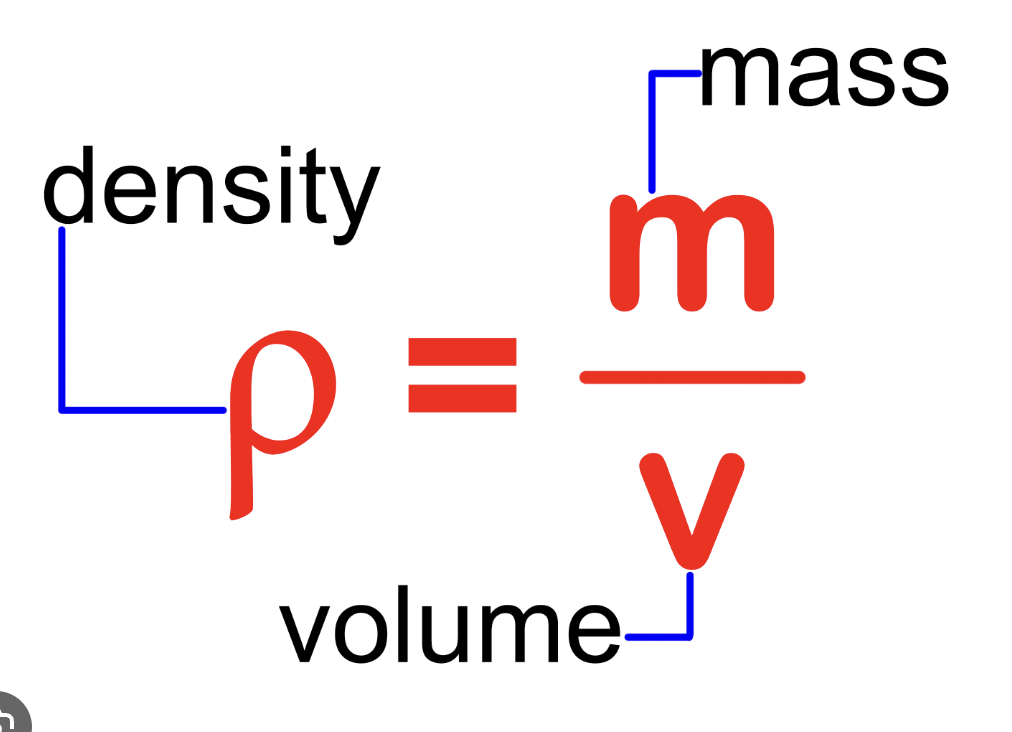 mass
density
ρ = m
v
volume